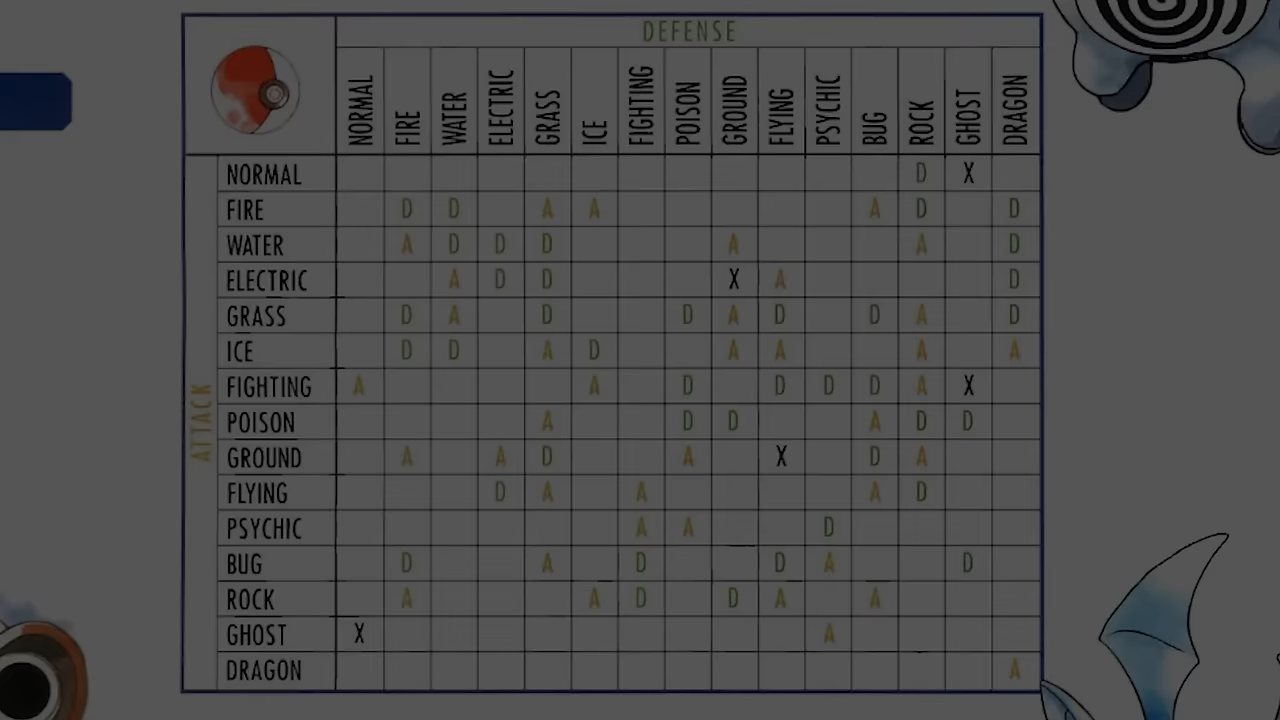 DEFENSE
NORMAL FIRE WATER ELECTRIC GRASS ICE FIGHTING POISON GROUND FLYING PSYCHIC BUG ROCK GHOST DRAGON
ATTACK
NORMAL D X
FIRE D D A A A D D
WATER A D D D A A D
ELECTRIC A D D X A D
GRASS D A D D A D D A D
ICE D D A D A A A A
FIGHTING A A D D D D A X
POISON A D D A D D
GROUND A A D A X D A
FLYING D A A A D
PSYCHIC A A D
BUG D A D D A D
ROCK A A D D A A
GHOST X A
DRAGON A